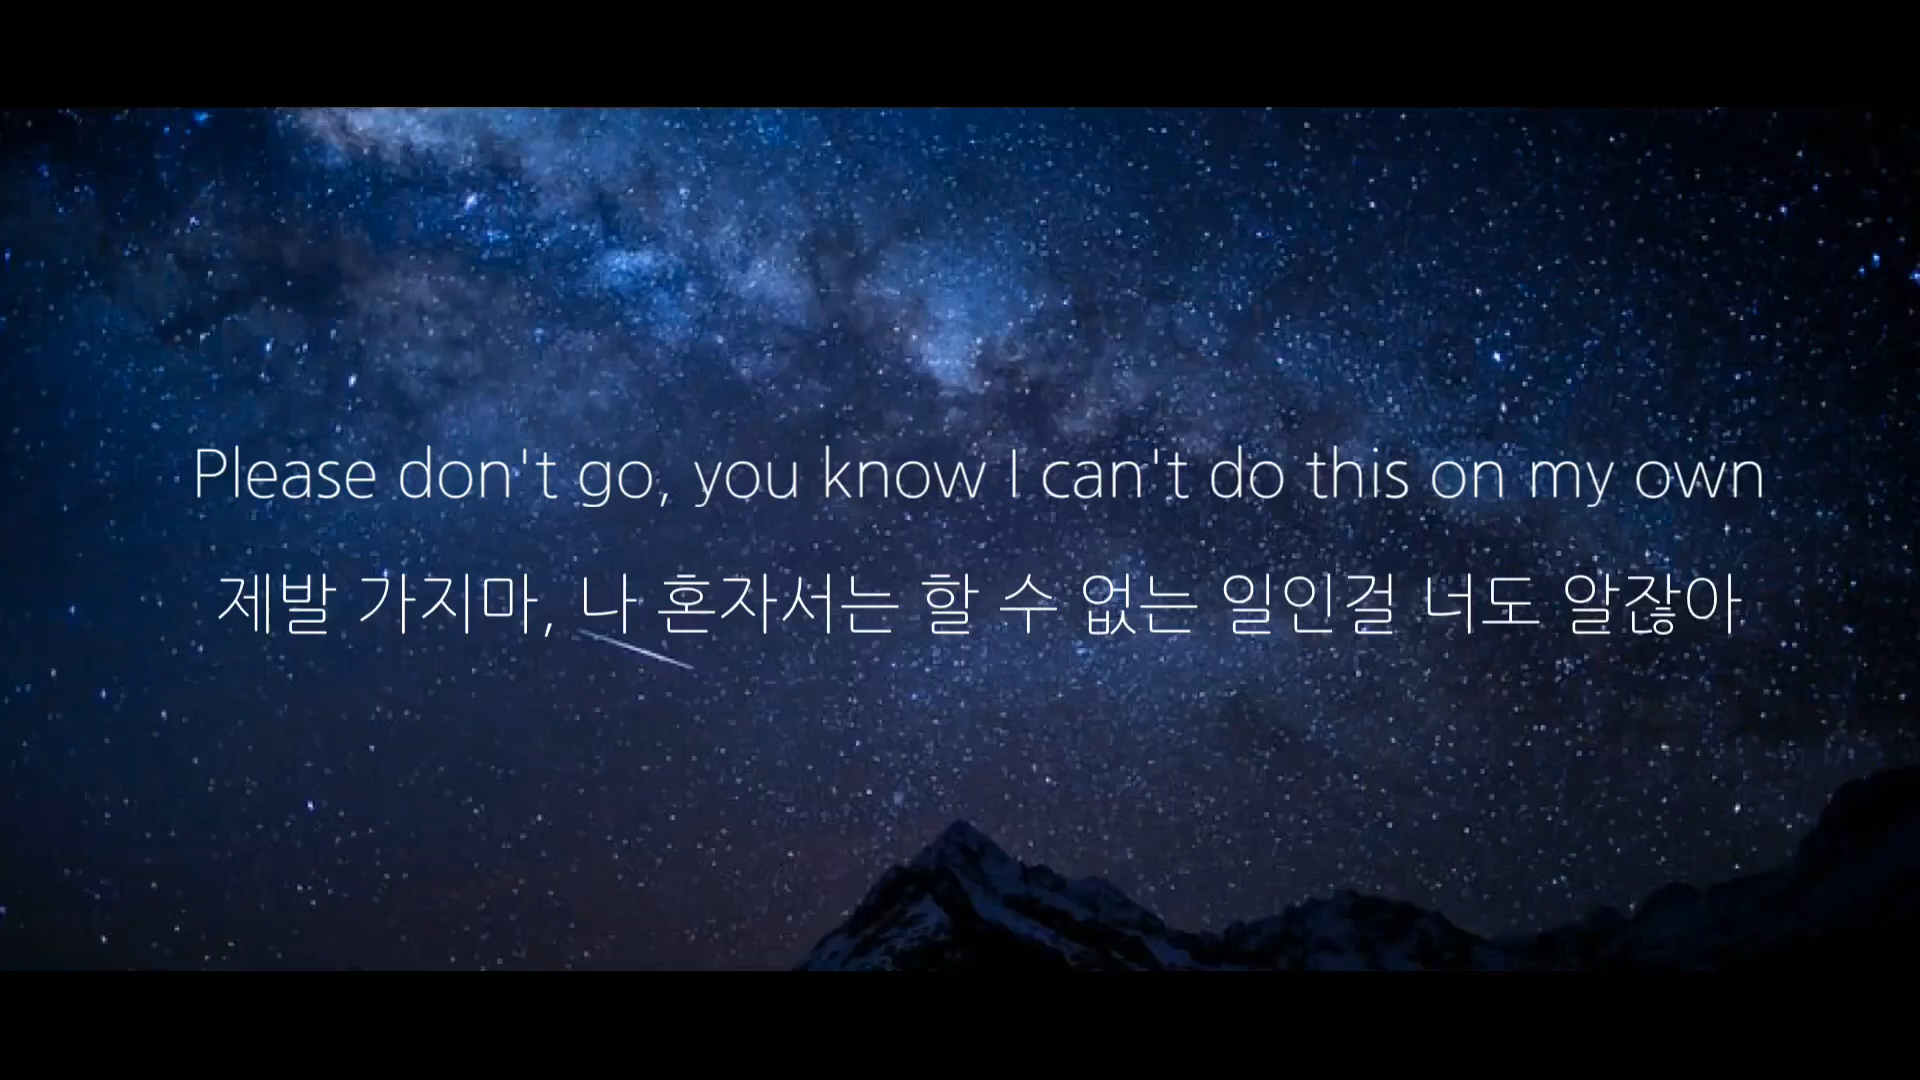 Please don't go, you know I can't do this on my own
제발 가지마, 나 혼자서는 할 수 없는 일인걸 너도 알잖아